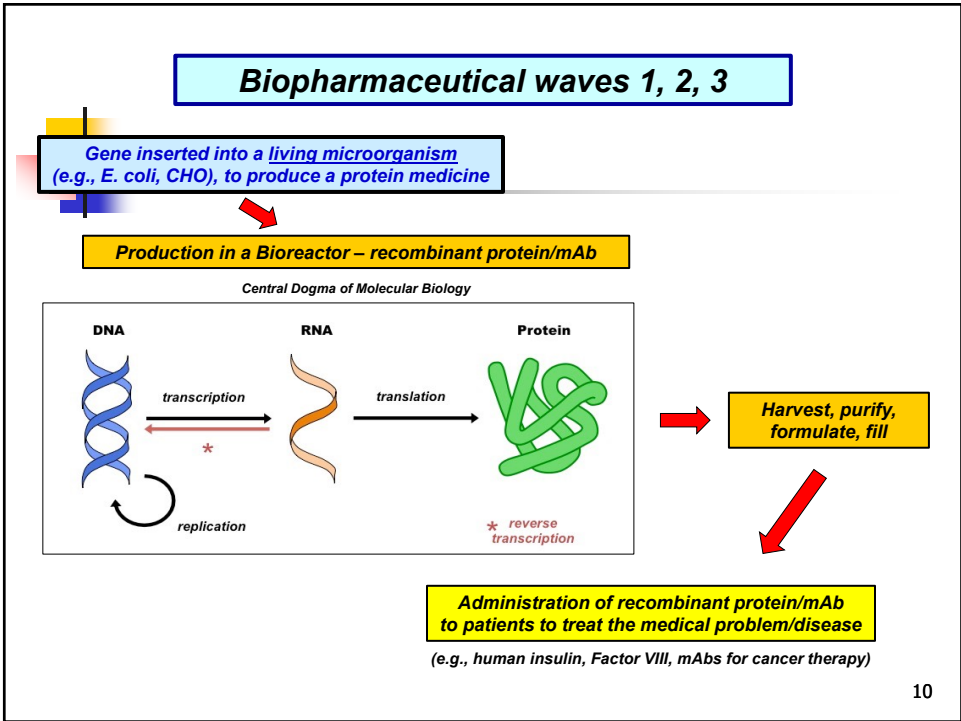 Biopharmaceutical waves 1, 2, 3
Gene inserted into a living microorganism
(e.g., E. coli, CHO), to produce a protein medicine
Production in a Bioreactor – recombinant protein/mAb
Central Dogma of Molecular Biology
DNA
RNA
Protein
transcription
translation
*
replication
* reverse
transcription
Harvest, purify,
formulate, fill
Administration of recombinant protein/mAb
to patients to treat the medical problem/disease
(e.g., human insulin, Factor VIII, mAbs for cancer therapy)
10